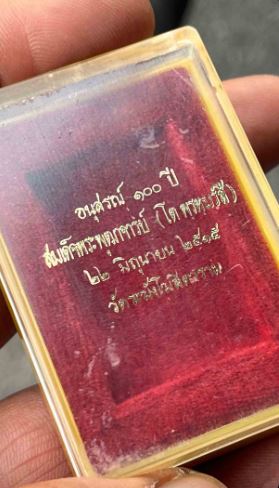 อนุสรณ์ ๑๐๐ ปี
สมเด็จพระพุฒาจารย์ (โต พรหมรังสี)
๒๒ มิถุนายน ๒๕๑๕
วัดระฆังโฆสิตาราม